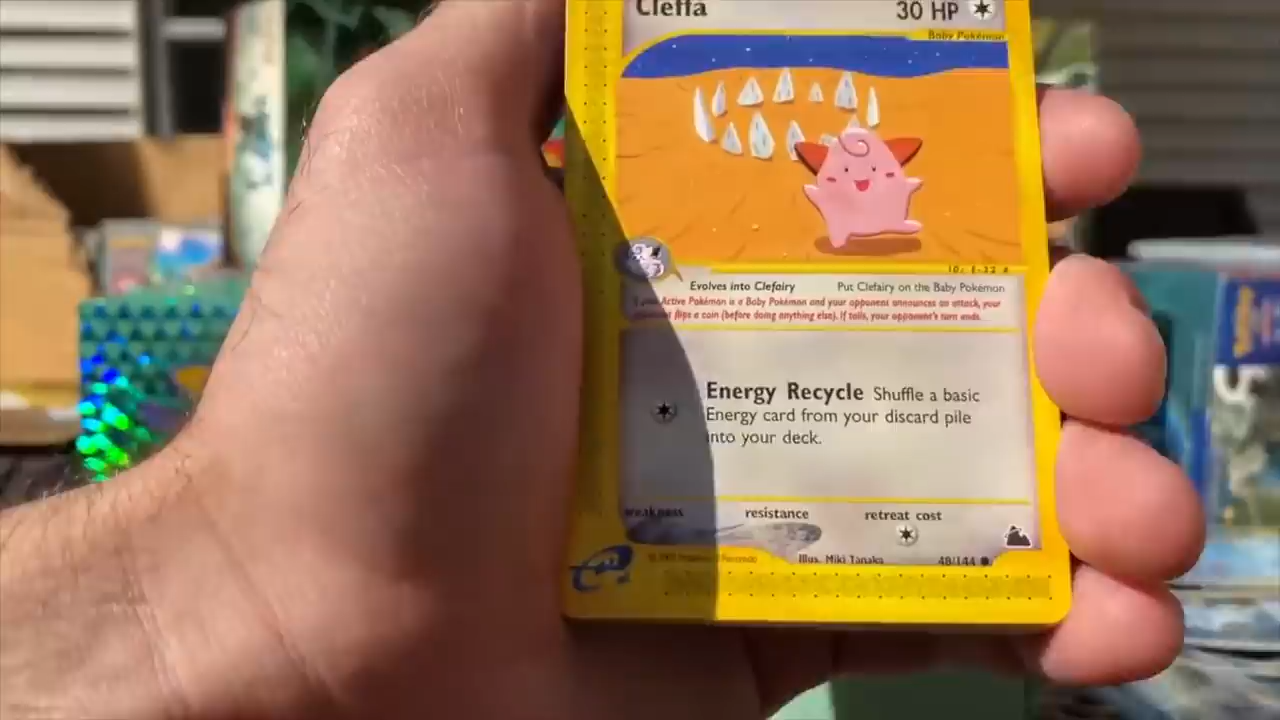 Cleffa 30 HP
Baby Pokémon
Evolves into Clefairy Put Clefairy on the Baby Pokémon
Active Pokémon is a Baby Pokémon and your opponent announces an attack, your
flips a coin (before doing anything else). If tails, your opponent's turn ends.
Energy Recycle Shuffle a basic
Energy card from your discard pile
into your deck.
weakness resistance retreat cost
Illus. Miki Tanaka 48/144